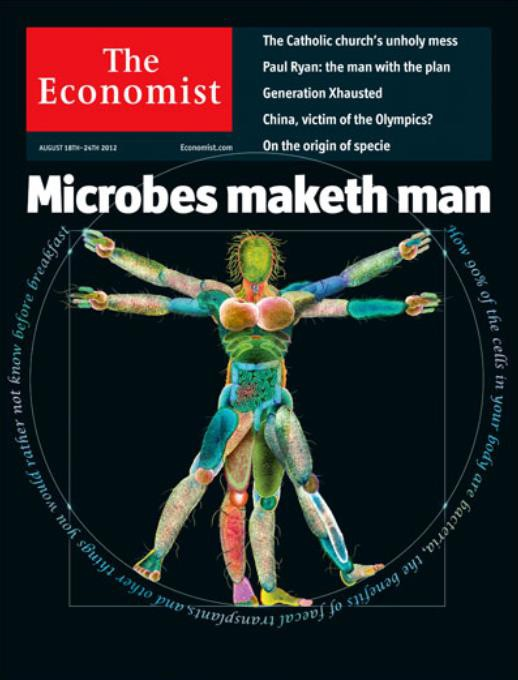 The
Economist
AUGUST 18TH–24TH 2012
Economist.com
The Catholic church's unholy mess
Paul Ryan: the man with the plan
Generation Xhausted
China, victim of the Olympics?
On the origin of specie
Microbes maketh man
How 90% of the cells in your body are bacteria, the benefits of faecal transplants and other things you would rather not know before breakfast